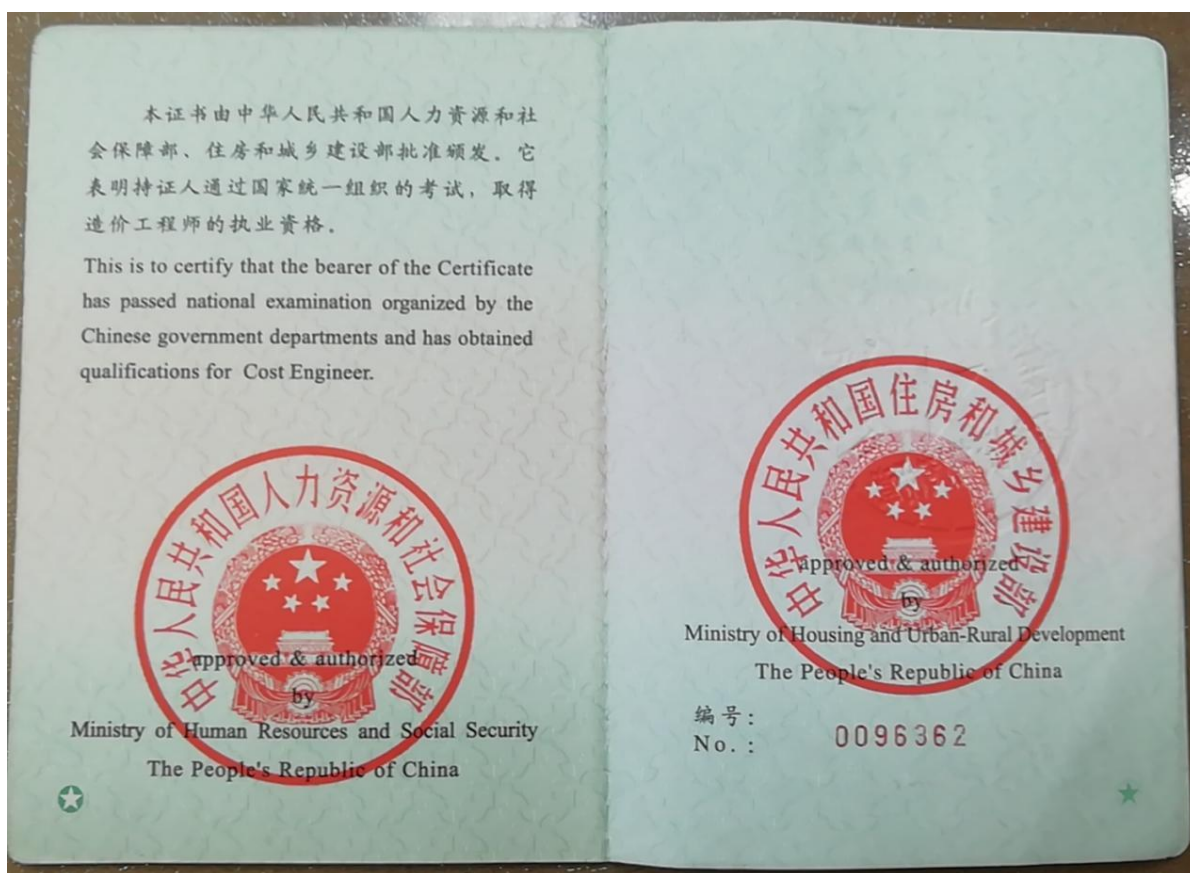 本证书由中华人民共和国人力资源和社
会保障部、住房和城乡建设部批准颁发。它
表明持证人通过国家统一组织的考试，取得
造价工程师的执业资格。
This is to certify that the bearer of the Certificate
has passed national examination organized by the
Chinese government departments and has obtained
qualifications for Cost Engineer.
中华人民共和国人力资源和社会保障部
approved & authorized
by
Ministry of Human Resources and Social Security
The People's Republic of China
中华人民共和国住房和城乡建设部
approved & authorized
by
Ministry of Housing and Urban-Rural Development
The People's Republic of China
编号：
No.: 0096362